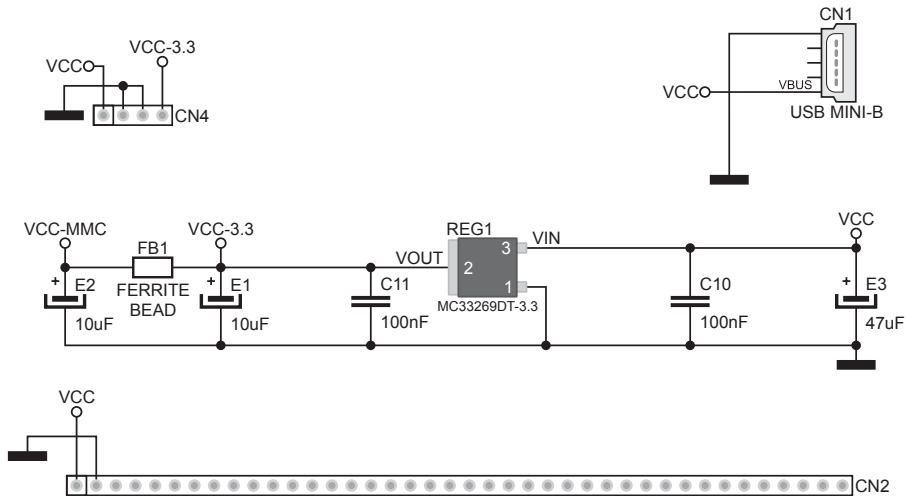 CN1
VCC-3.3
VCC
CN4
VCC
VBUS
USB MINI-B
VCC-MMC
FB1
VCC-3.3
REG1
VCC
VOUT
3
VIN
2
1
+
E2
+
E1
C11
C10
+
E3
FERRITE
BEAD
MC33269DT-3.3
10uF
10uF
100nF
100nF
47uF
VCC
CN2